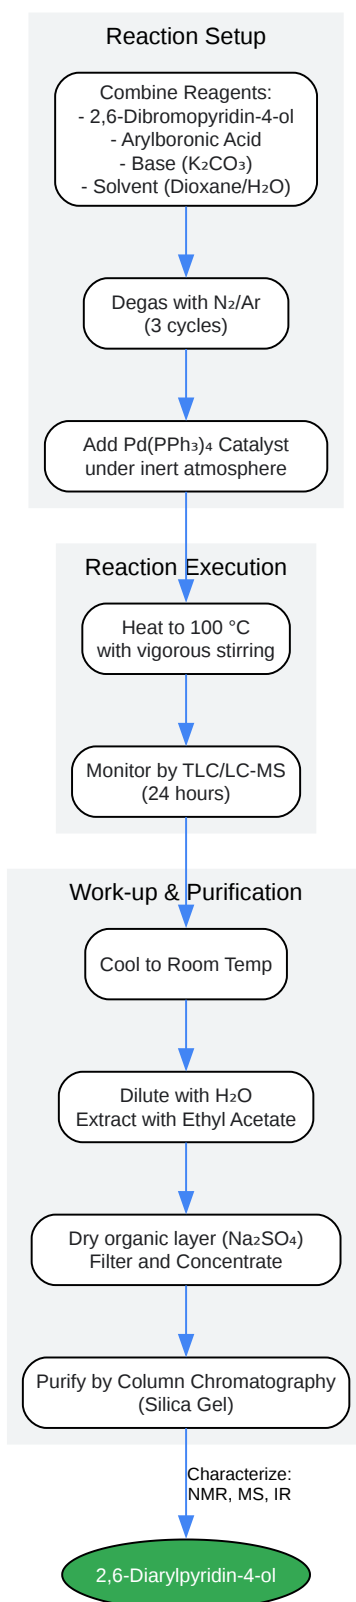 Reaction Setup
Combine Reagents:
- 2,6-Dibromopyridin-4-ol
- Arylboronic Acid
- Base (K₂CO₃)
- Solvent (Dioxane/H₂O)
Degas with N₂/Ar
(3 cycles)
Add Pd(PPh₃)₄ Catalyst
under inert atmosphere
Reaction Execution
Heat to 100 °C
with vigorous stirring
Monitor by TLC/LC-MS
(24 hours)
Work-up & Purification
Cool to Room Temp
Dilute with H₂O
Extract with Ethyl Acetate
Dry organic layer (Na₂SO₄)
Filter and Concentrate
Purify by Column Chromatography
(Silica Gel)
Characterize:
NMR, MS, IR
2,6-Diarylpyridin-4-ol